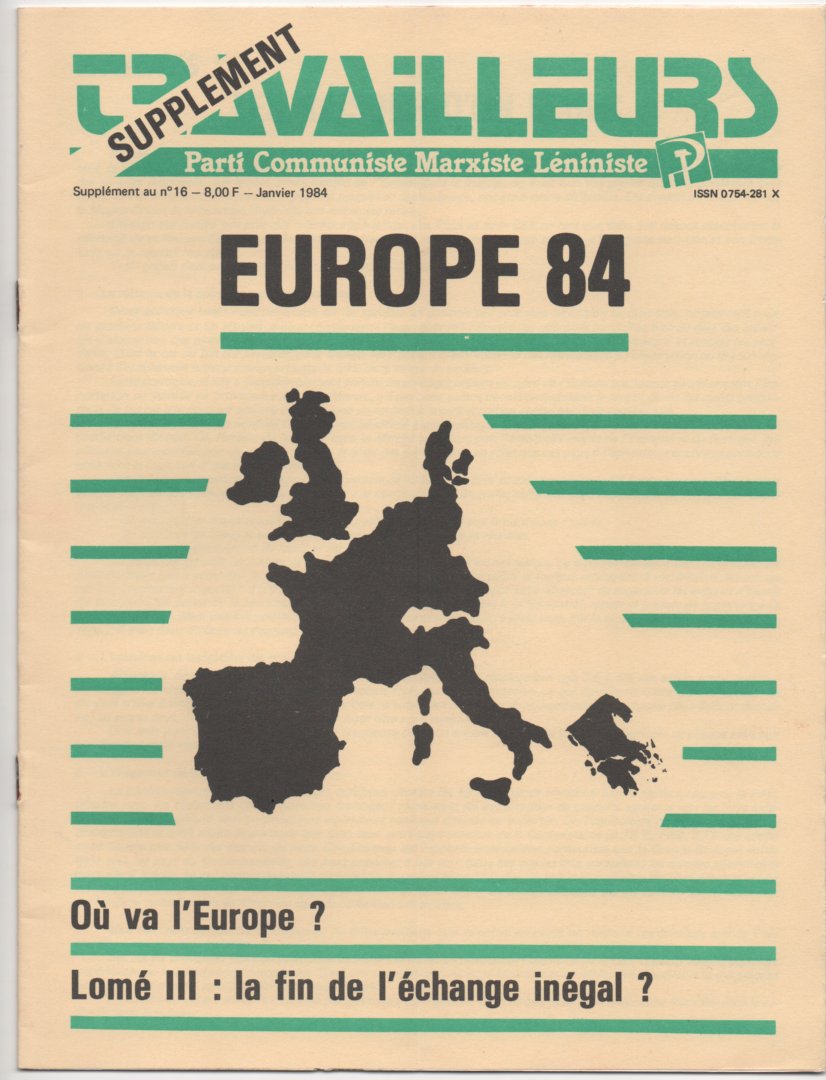 TRAVAILLEURS
SUPPLEMENT
Parti Communiste Marxiste Léniniste
Supplément au n°16 – 8,00 F – Janvier 1984
ISSN 0754-281 X
EUROPE 84
Où va l'Europe ?
Lomé III : la fin de l'échange inégal ?